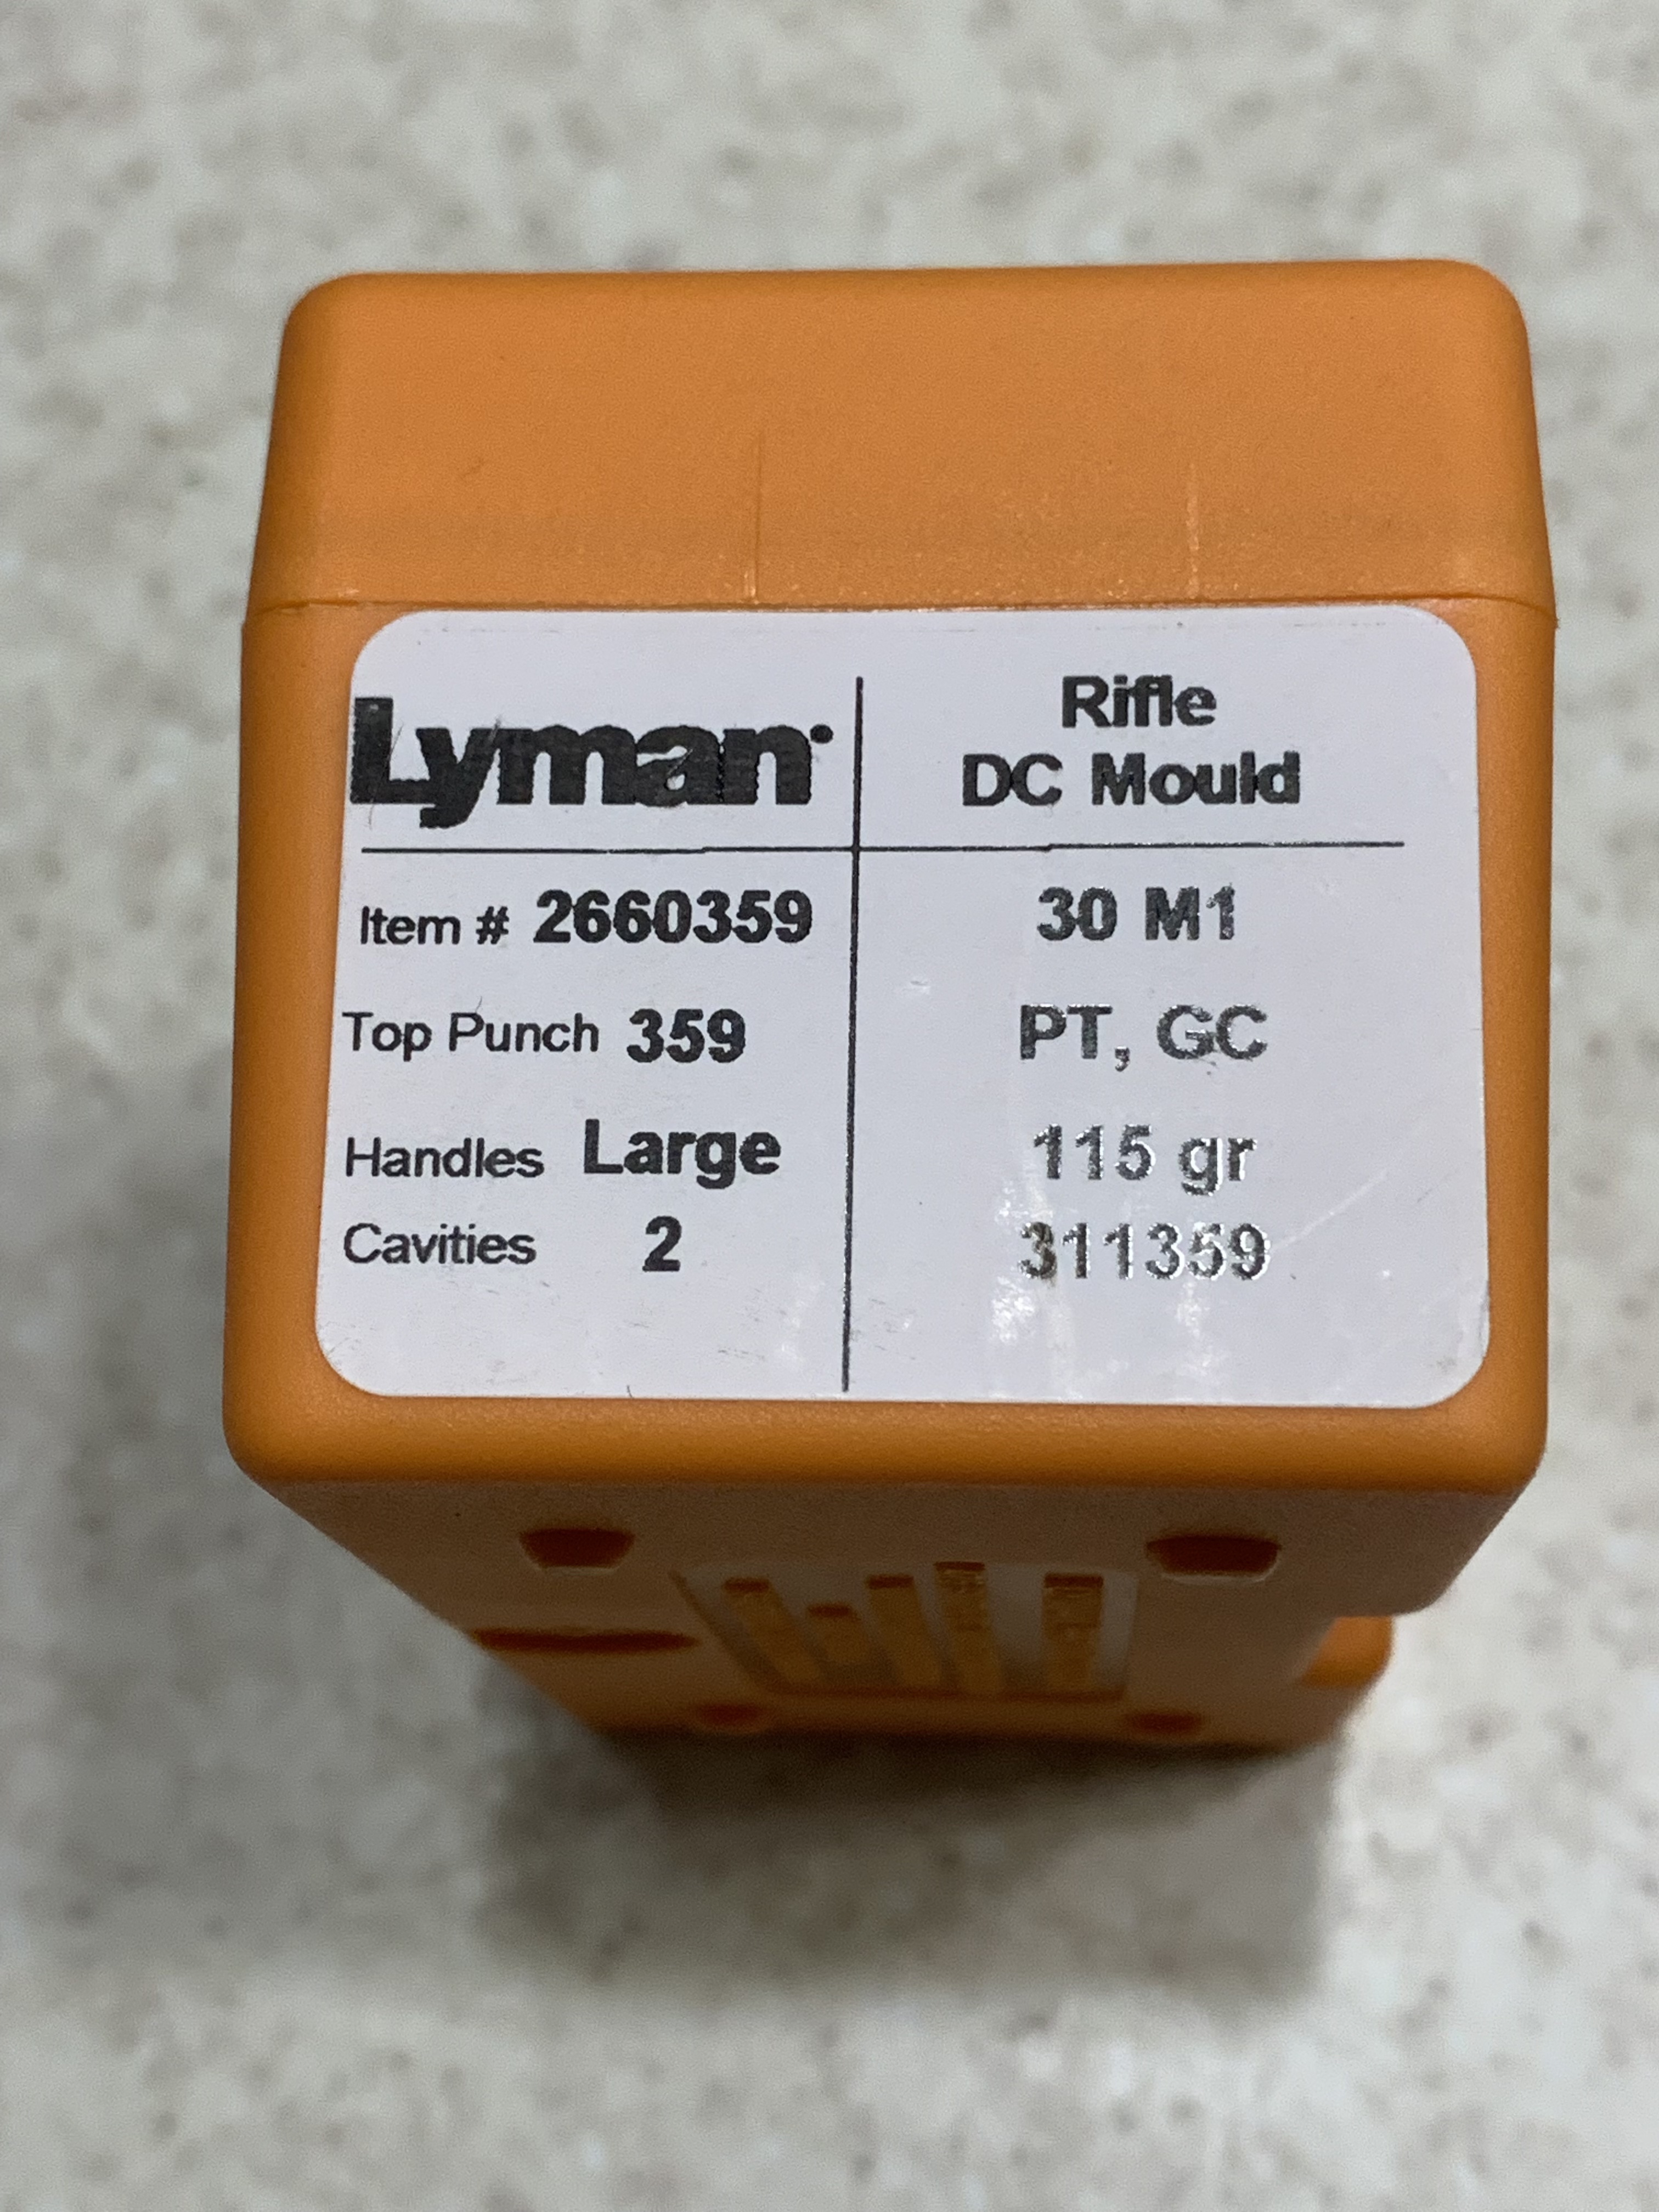 Lyman
Rifle
DC Mould
Item # 2660359
30 M1
Top Punch 359
PT, GC
Handles Large
115 gr
Cavities 2
311359